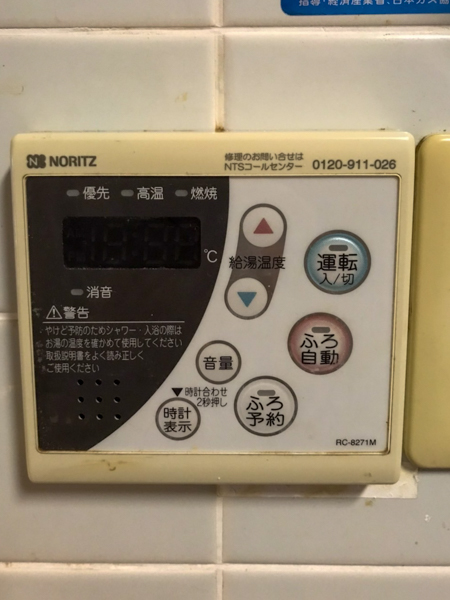 指導・経済産業省、日本ガス協
NORITZ
修理のお問い合せは
NTSコールセンター 0120-911-026
優先 高温 燃焼
℃
給湯温度
運転
入/切
消音
⚠警告
やけど予防のためシャワー・入浴の際は
お湯の温度を確かめて使用してください
取扱説明書をよく読み正しく
ご使用ください
ふろ
自動
音量
▼時計合わせ
2秒押し
時計
表示
ふろ
予約
RC-8271M